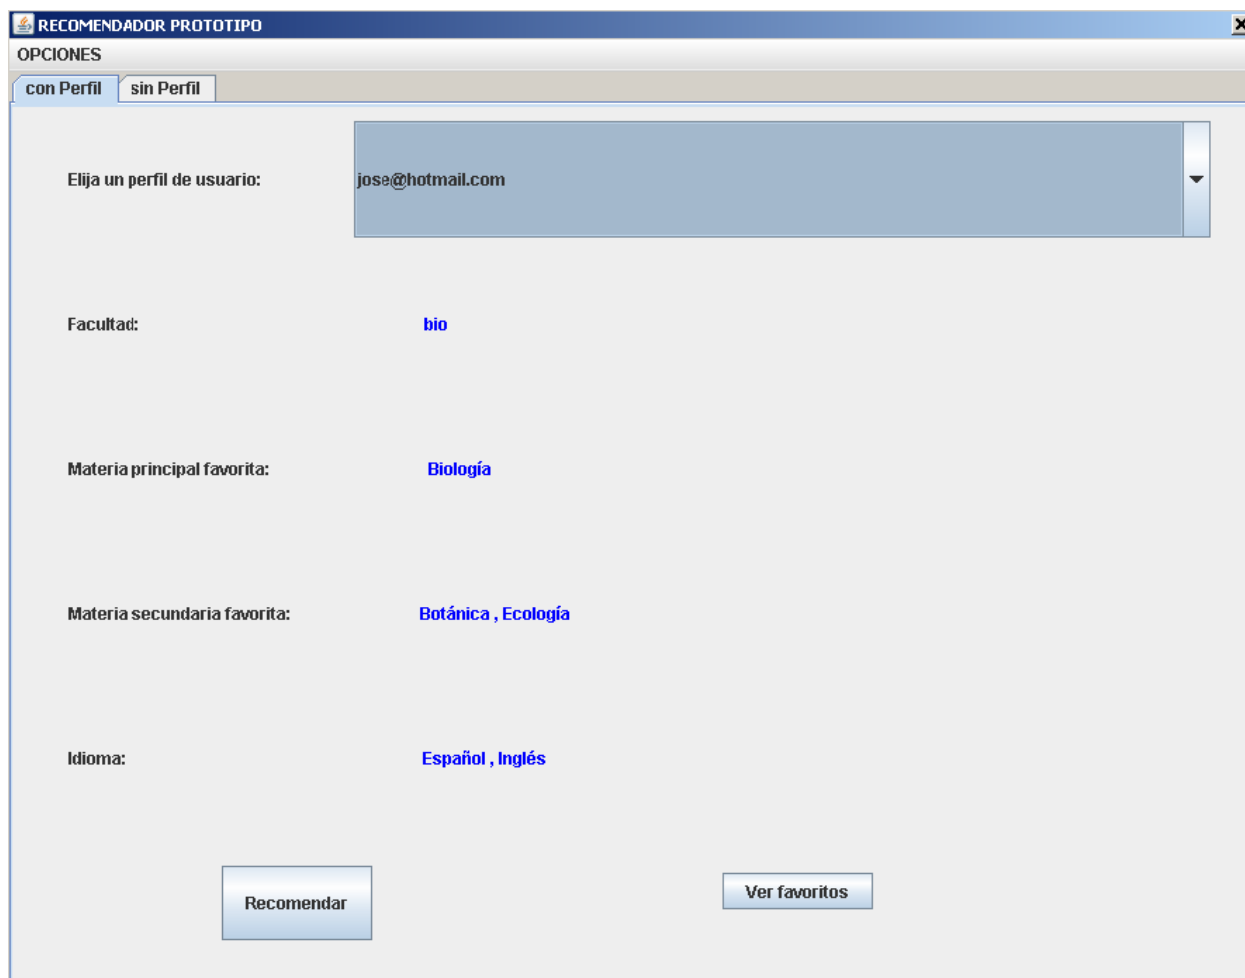 RECOMENDADOR PROTOTIPO
OPCIONES
con Perfil sin Perfil
Elija un perfil de usuario: jose@hotmail.com
Facultad: bio
Materia principal favorita: Biología
Materia secundaria favorita: Botánica , Ecología
Idioma: Español , Inglés
Recomendar Ver favoritos